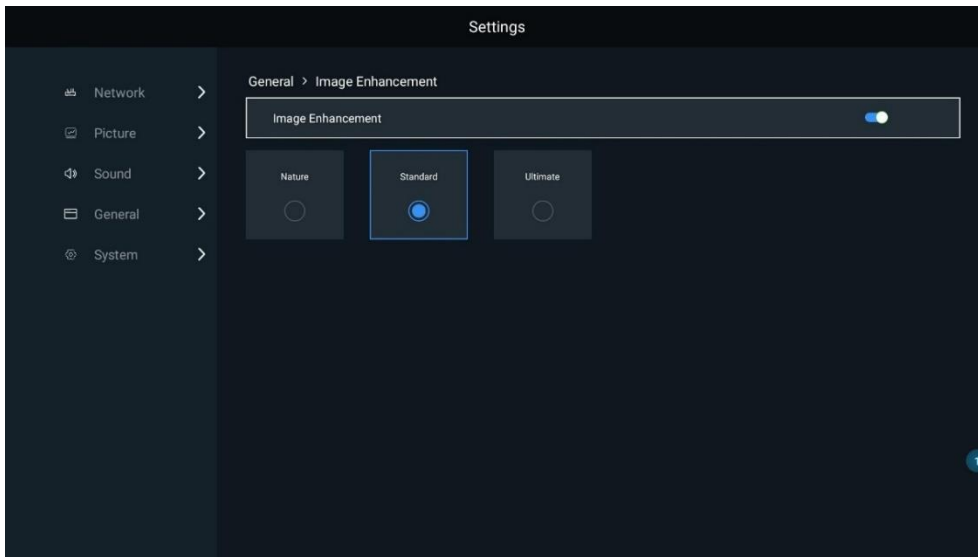 Settings
Network
Picture
Sound
General
System
General > Image Enhancement
Image Enhancement
Nature
Standard
Ultimate